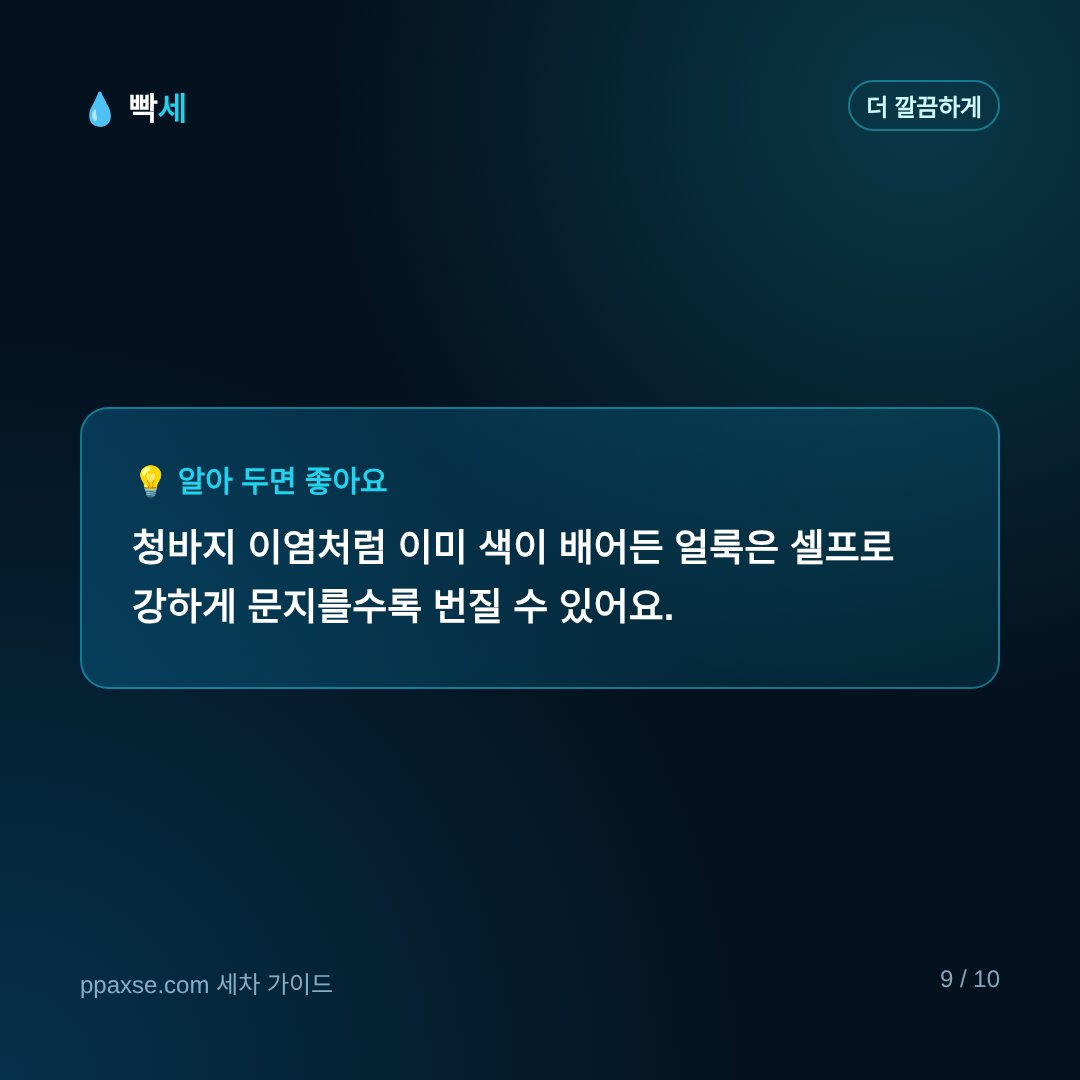 💧 빡세
더 깔끔하게
💡 알아 두면 좋아요
청바지 이염처럼 이미 색이 배어든 얼룩은 셀프로
강하게 문지를수록 번질 수 있어요.
ppaxse.com 세차 가이드
9 / 10